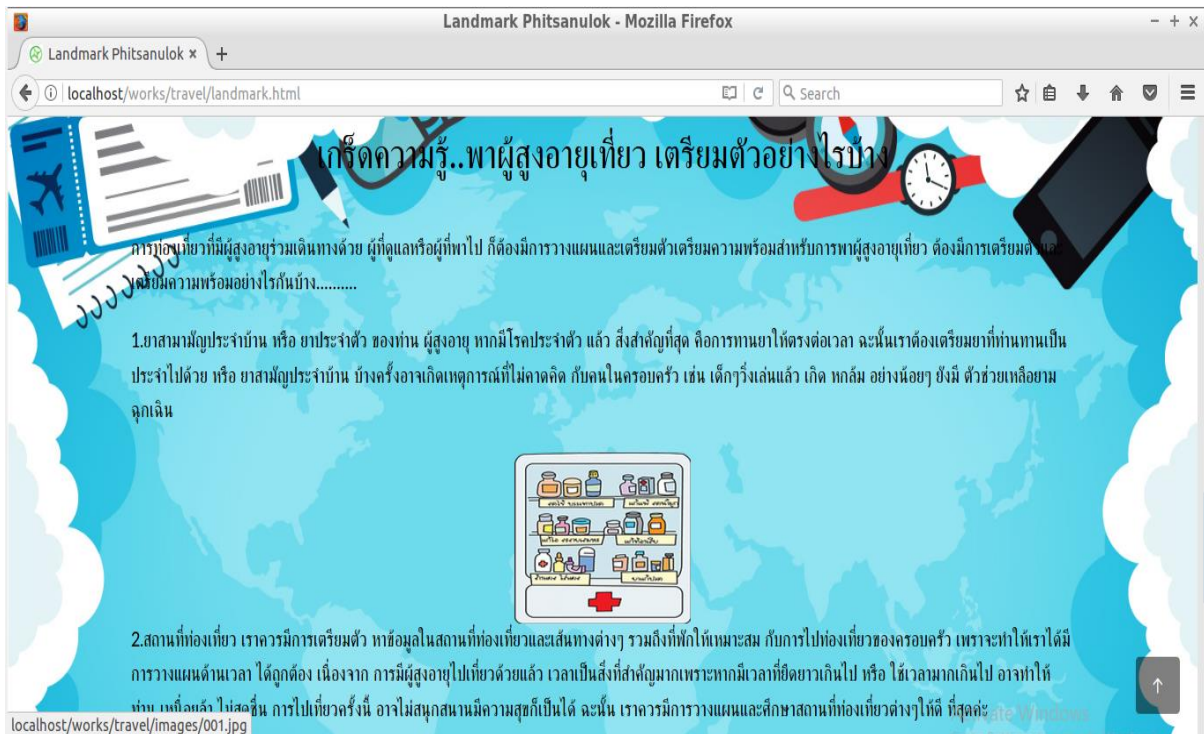 Landmark Phitsanulok - Mozilla Firefox
Landmark Phitsanulok
localhost/works/travel/landmark.html
Search
เกร็ดความรู้..พาผู้สูงอายุเที่ยว เตรียมตัวอย่างไรบ้าง
การท่องเที่ยวที่มีผู้สูงอายุร่วมเดินทางด้วย ผู้ที่ดูแลหรือผู้ที่พาไป ก็ต้องมีการวางแผนและเตรียมตัวเตรียมความพร้อมสำหรับการพาผู้สูงอายุเที่ยว ต้องมีการเตรียมตัวและ
เตรียมความพร้อมอย่างไรกันบ้าง..........
1.ยาสามามัญประจำบ้าน หรือ ยาประจำตัว ของท่าน ผู้สูงอายุ หากมีโรคประจำตัว แล้ว สิ่งสำคัญที่สุด คือการทานยาให้ตรงต่อเวลา ฉะนั้นเราต้องเตรียมยาที่ท่านทานเป็น
ประจำไปด้วย หรือ ยาสามัญประจำบ้าน บ้างครั้งอาจเกิดเหตุการณ์ที่ไม่คาดคิด กับคนในครอบครัว เช่น เด็กๆวิ่งเล่นแล้ว เกิด หกล้ม อย่างน้อยๆ ยังมี ตัวช่วยเหลือยาม
ฉุกเฉิน
2.สถานที่ท่องเที่ยว เราควรมีการเตรียมตัว หาข้อมูลในสถานที่ท่องเที่ยวและเส้นทางต่างๆ รวมถึงที่พักให้เหมาะสม กับการไปท่องเที่ยวของครอบครัว เพราะจะทำให้เราได้มี
การวางแผนด้านเวลา ได้ถูกต้อง เนื่องจาก การมีผู้สูงอายุไปเที่ยวด้วยแล้ว เวลาเป็นสิ่งที่สำคัญมากเพราะหากมีเวลาที่ยืดยาวเกินไป หรือ ใช้เวลามากเกินไป อาจทำให้
ท่าน เหนื่อยล้า ไม่สดชื่น การไปเที่ยวครั้งนี้ อาจไม่สนุกสนานมีความสุขก็เป็นได้ ฉะนั้น เราควรมีการวางแผนและศึกษาสถานที่ท่องเที่ยวต่างๆให้ดี ที่สุดค่ะ
localhost/works/travel/images/001.jpg